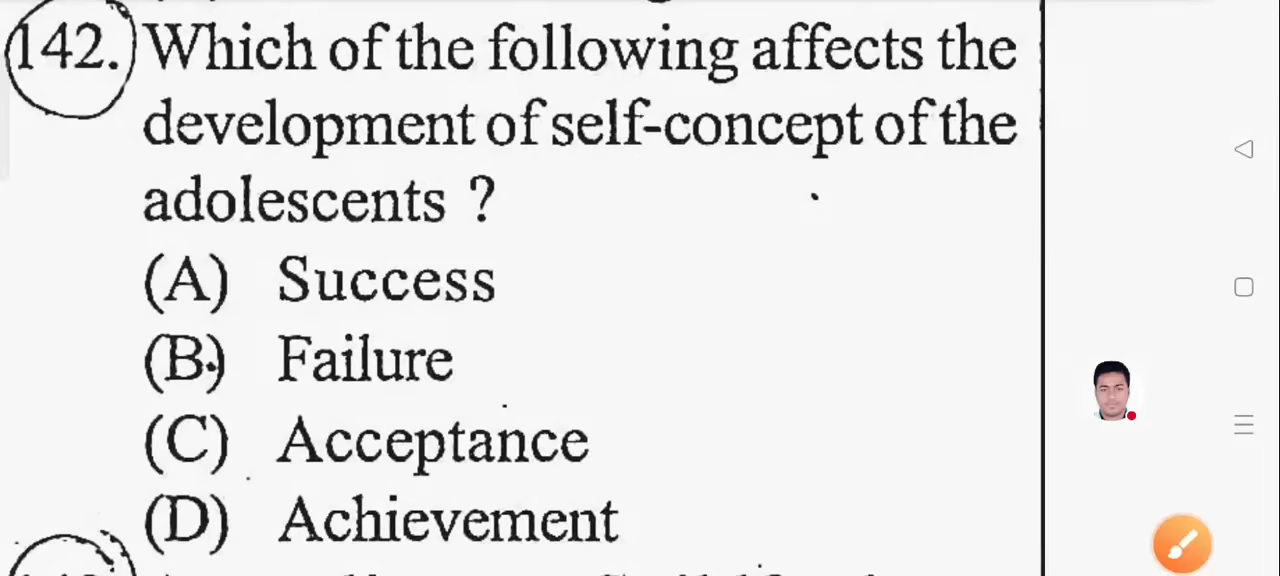 142. Which of the following affects the
development of self-concept of the
adolescents ?
(A) Success
(B) Failure
(C) Acceptance
(D) Achievement